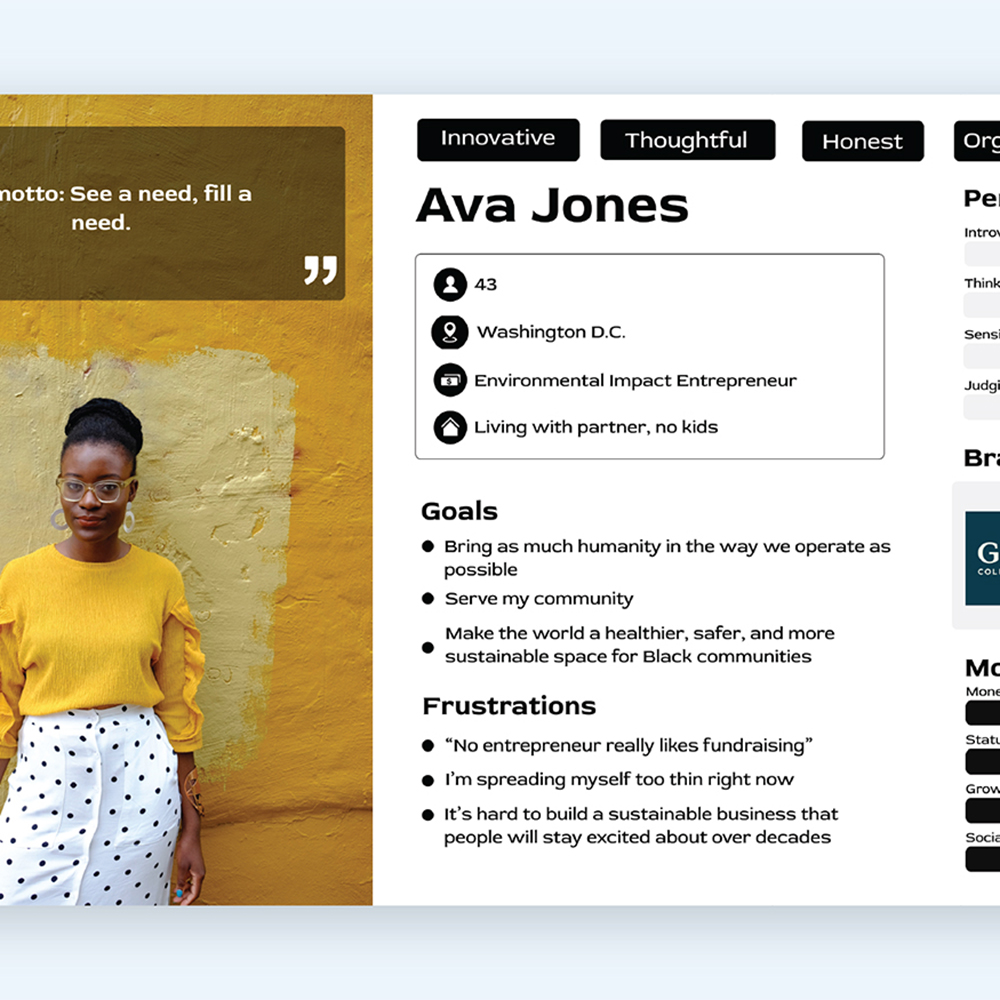 motto: See a need, fill a
need.
”
Innovative
Thoughtful
Honest
Ava Jones
43
Washington D.C.
Environmental Impact Entrepreneur
Living with partner, no kids
Goals
Bring as much humanity in the way we operate as
possible
Serve my community
Make the world a healthier, safer, and more
sustainable space for Black communities
Frustrations
“No entrepreneur really likes fundraising”
I’m spreading myself too thin right now
It’s hard to build a sustainable business that
people will stay excited about over decades
Org
Per
Introv
Think
Sensi
Judgi
Bra
G
COL
Mo
Mone
Statu
Grow
Socia